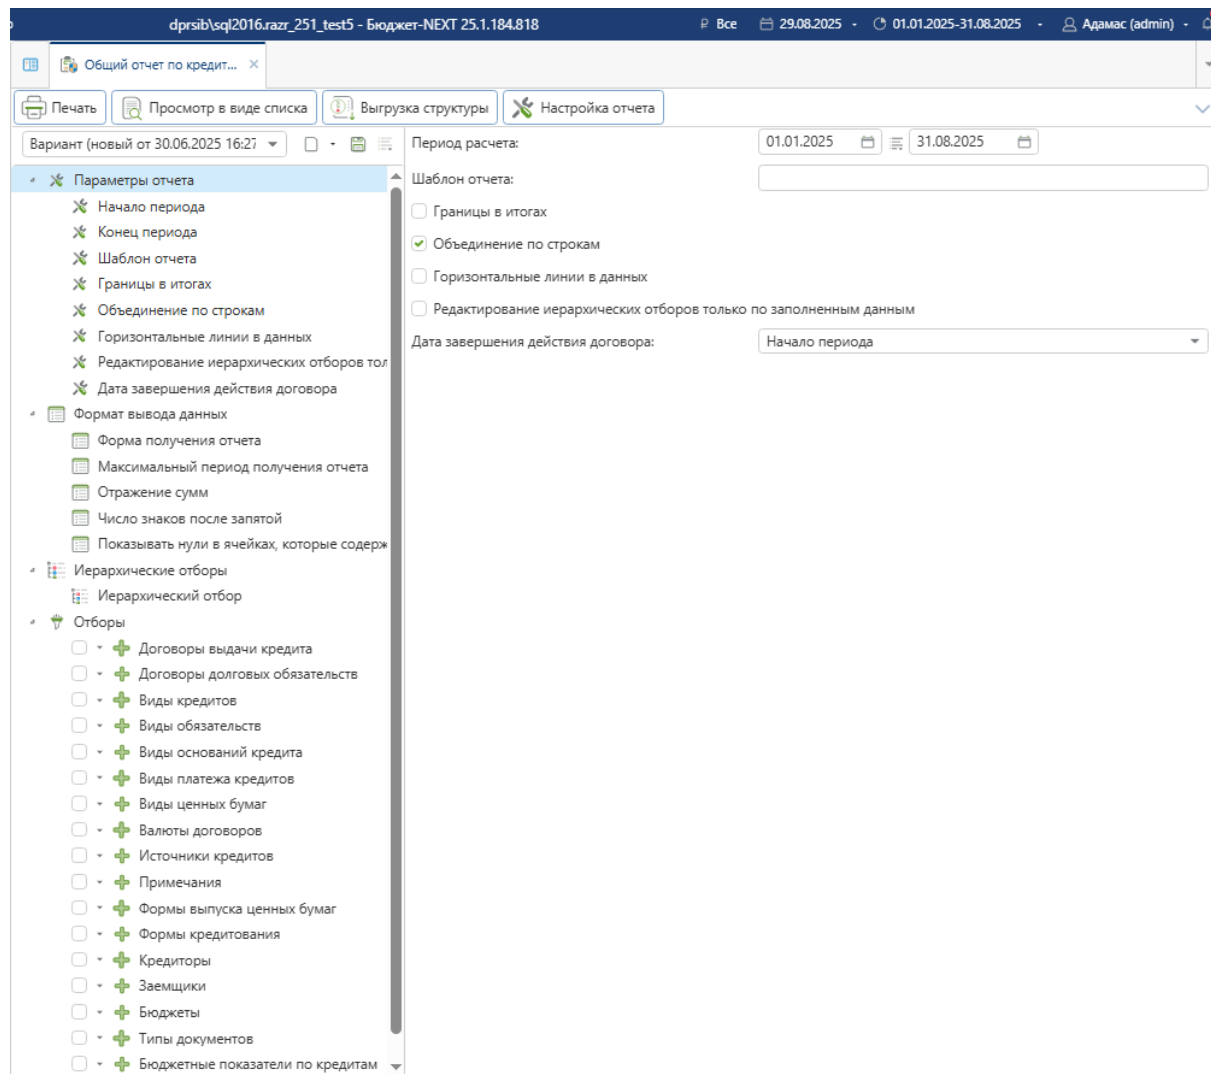 dprsib\sql2016.razr_251_test5 - Бюджет-NEXT 25.1.184.818
₽ Все
29.08.2025
01.01.2025-31.08.2025
Адамас (admin)
Общий отчет по кредит...
Печать
Просмотр в виде списка
Выгрузка структуры
Настройка отчета
Вариант (новый от 30.06.2025 16:27
Параметры отчета
Начало периода
Конец периода
Шаблон отчета
Границы в итогах
Объединение по строкам
Горизонтальные линии в данных
Редактирование иерархических отборов тол
Дата завершения действия договора
Формат вывода данных
Форма получения отчета
Максимальный период получения отчета
Отражение сумм
Число знаков после запятой
Показывать нули в ячейках, которые содерж
Иерархические отборы
Иерархический отбор
Отборы
Договоры выдачи кредита
Договоры долговых обязательств
Виды кредитов
Виды обязательств
Виды оснований кредита
Виды платежа кредитов
Виды ценных бумаг
Валюты договоров
Источники кредитов
Примечания
Формы выпуска ценных бумаг
Формы кредитования
Кредиторы
Заемщики
Бюджеты
Типы документов
Бюджетные показатели по кредитам
Период расчета:
01.01.2025
31.08.2025
Шаблон отчета:
Границы в итогах
Объединение по строкам
Горизонтальные линии в данных
Редактирование иерархических отборов только по заполненным данным
Дата завершения действия договора:
Начало периода